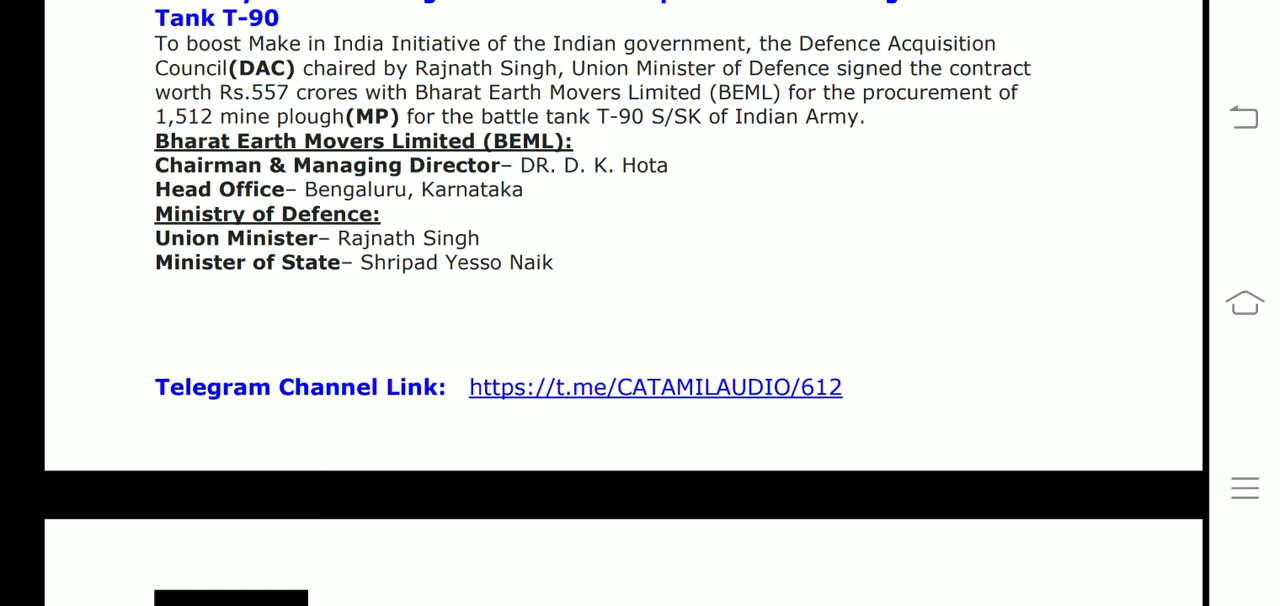 Tank T-90
To boost Make in India Initiative of the Indian government, the Defence Acquisition
Council(DAC) chaired by Rajnath Singh, Union Minister of Defence signed the contract
worth Rs.557 crores with Bharat Earth Movers Limited (BEML) for the procurement of
1,512 mine plough(MP) for the battle tank T-90 S/SK of Indian Army.
Bharat Earth Movers Limited (BEML):
Chairman & Managing Director– DR. D. K. Hota
Head Office– Bengaluru, Karnataka
Ministry of Defence:
Union Minister– Rajnath Singh
Minister of State– Shripad Yesso Naik
Telegram Channel Link: https://t.me/CATAMILAUDIO/612